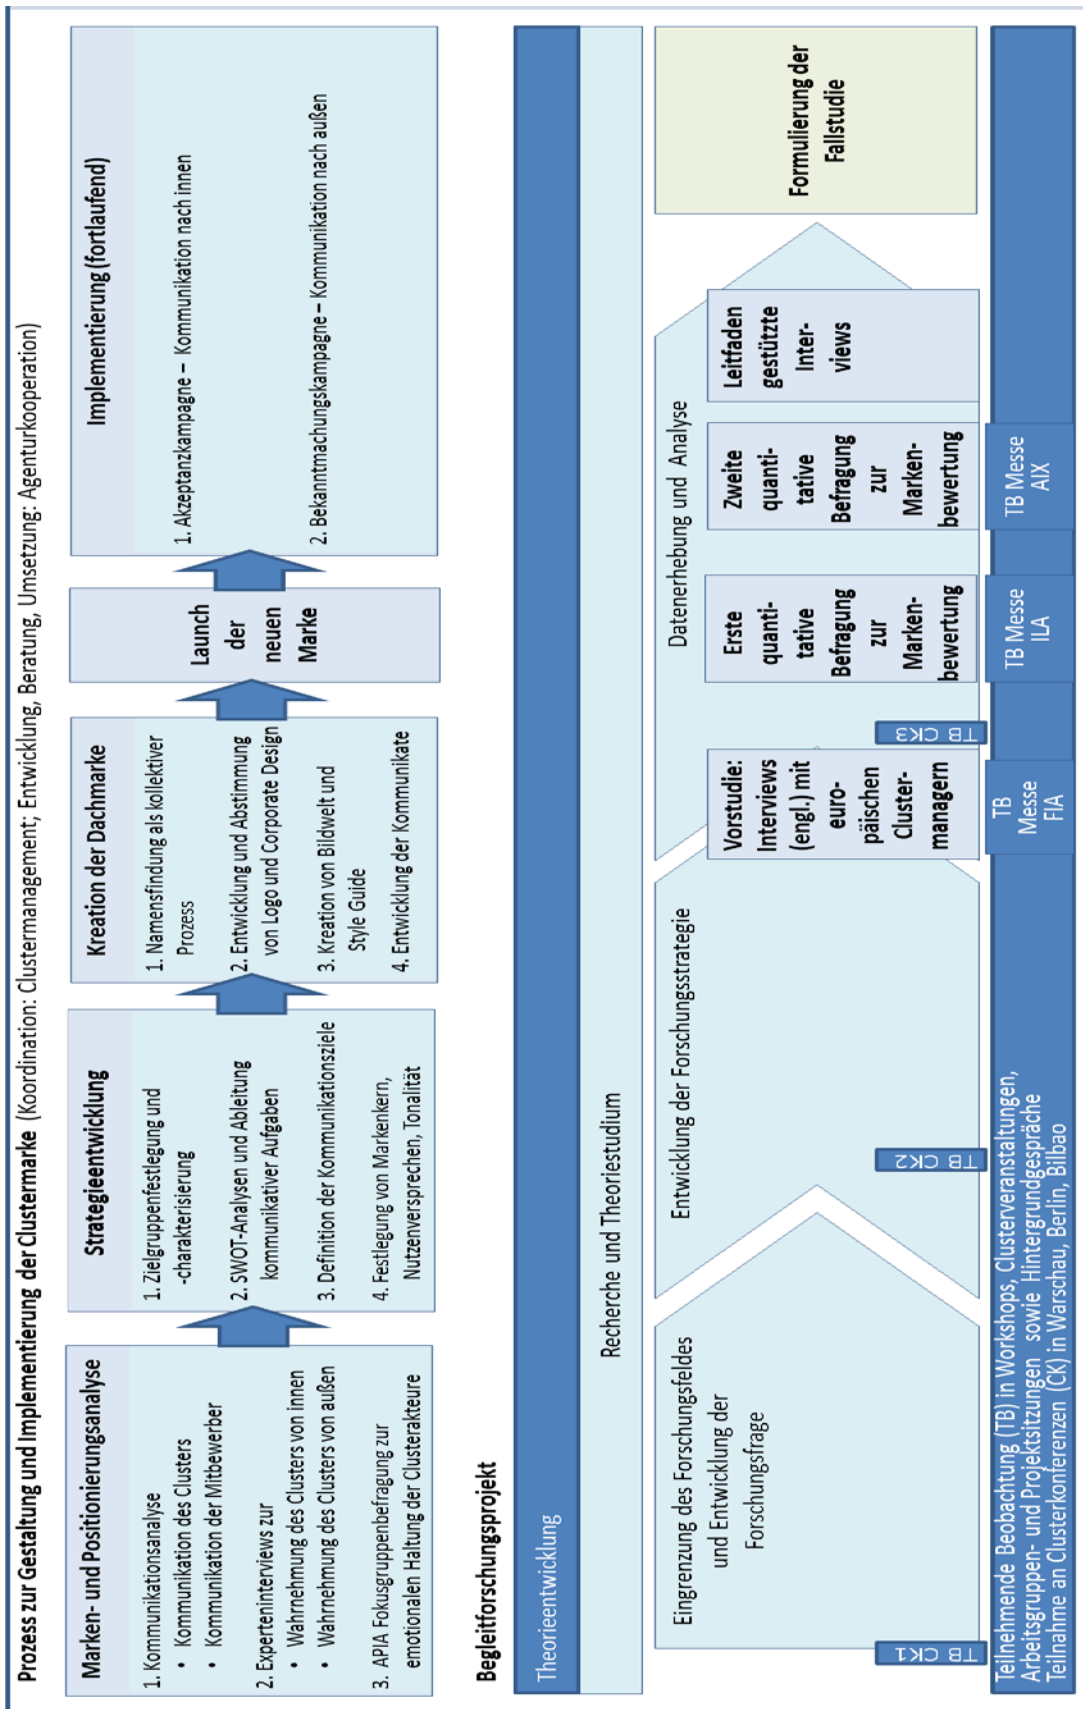 Prozess zur Gestaltung und Implementierung der Clustermarke (Koordination: Clustermanagement; Entwicklung, Beratung, Umsetzung: Agenturkooperation)
Marken- und Positionierungsanalyse
1. Kommunikationsanalyse
• Kommunikation des Clusters
• Kommunikation der Mitbewerber
2. Experteninterviews zur
• Wahrnehmung des Clusters von innen
• Wahrnehmung des Clusters von außen
3. APIA Fokusgruppenbefragung zur
emotionalen Haltung der Clusterakteure
Strategieentwicklung
1. Zielgruppenfestlegung und
-charakterisierung
2. SWOT-Analysen und Ableitung
kommunikativer Aufgaben
3. Definition der Kommunikationsziele
4. Festlegung von Markenkern,
Nutzenversprechen, Tonalität
Kreation der Dachmarke
1. Namensfindung als kollektiver
Prozess
2. Entwicklung und Abstimmung
von Logo und Corporate Design
3. Kreation von Bildwelt und
Style Guide
4. Entwicklung der Kommunikate
Launch
der
neuen
Marke
Implementierung (fortlaufend)
1. Akzeptanzkampagne – Kommunikation nach innen
2. Bekanntmachungskampagne – Kommunikation nach außen
Begleitforschungsprojekt
Theorieentwicklung
Recherche und Theoriestudium
Eingrenzung des Forschungsfeldes
und Entwicklung der
Forschungsfrage
Entwicklung der Forschungsstrategie
Datenerhebung und Analyse
Vorstudie:
Interviews
(engl.) mit
euro-
päischen
Cluster-
managern
Erste
quanti-
tative
Befragung
zur
Marken-
bewertung
Zweite
quanti-
tative
Befragung
zur
Marken-
bewertung
Leitfaden
gestützte
Inter-
views
Formulierung der
Fallstudie
TB CK1
TB CK2
TB CK3
Teilnehmende Beobachtung (TB) in Workshops, Clusterveranstaltungen,
Arbeitsgruppen- und Projektsitzungen sowie Hintergrundgespräche
Teilnahme an Clusterkonferenzen (CK) in Warschau, Berlin, Bilbao
TB
Messe
FIA
TB Messe
ILA
TB Messe
AIX